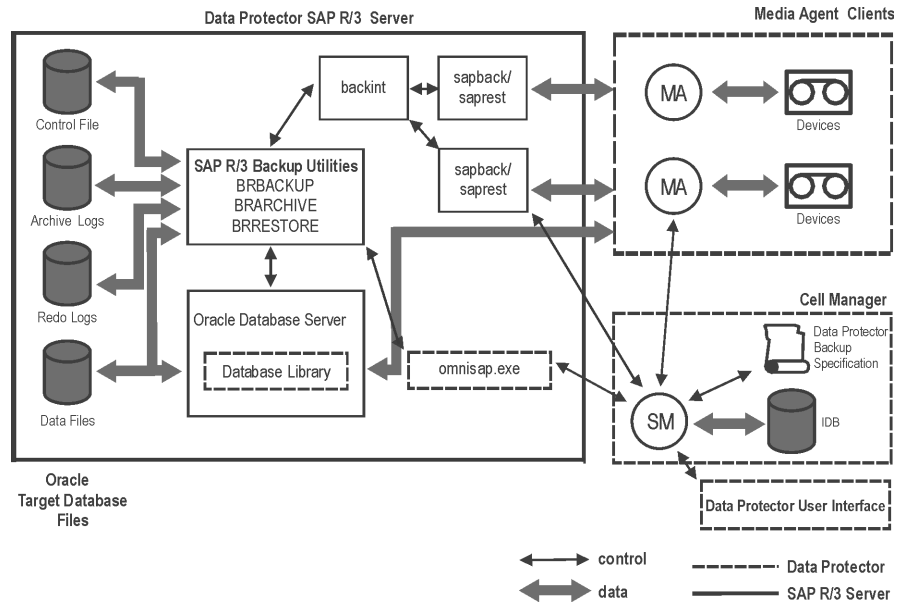 Data Protector SAP R/3 Server
Media Agent Clients
Control File
Archive Logs
Redo Logs
Data Files
backint
sapback/
saprest
sapback/
saprest
SAP R/3 Backup Utilities
BRBACKUP
BRARCHIVE
BRRESTORE
Oracle Database Server
Database Library
omnisap.exe
MA
Devices
MA
Devices
Cell Manager
Data Protector
Backup
Specification
SM
IDB
Oracle
Target Database
Files
Data Protector User Interface
control
data
Data Protector
SAP R/3 Server